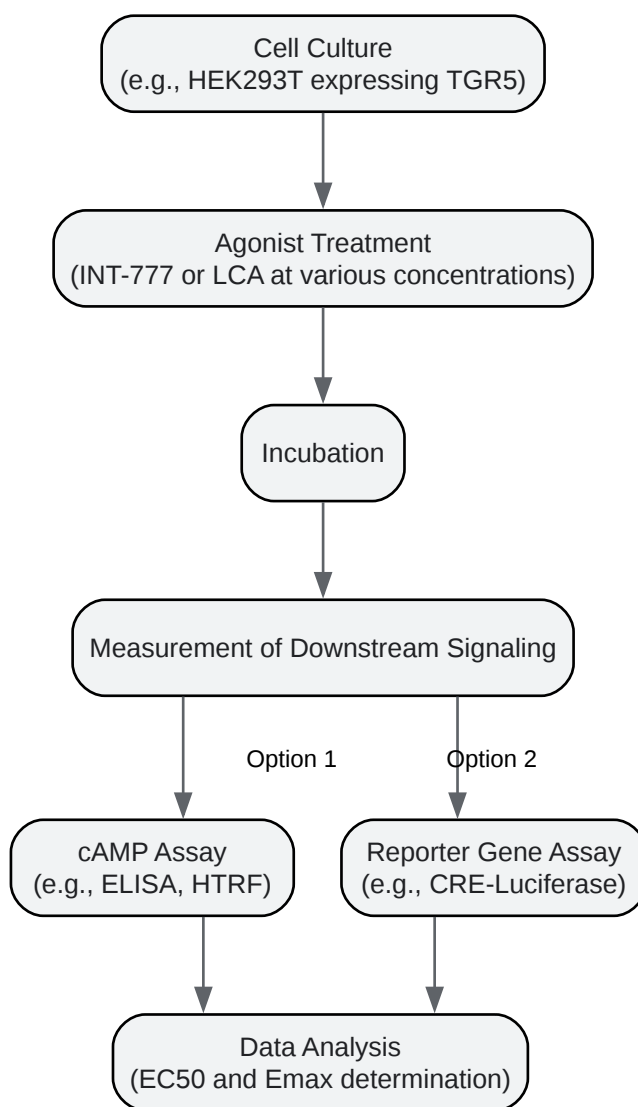 Cell Culture
(e.g., HEK293T expressing TGR5)
Agonist Treatment
(INT-777 or LCA at various concentrations)
Incubation
Measurement of Downstream Signaling
Option 1
Option 2
cAMP Assay
(e.g., ELISA, HTRF)
Reporter Gene Assay
(e.g., CRE-Luciferase)
Data Analysis
(EC50 and Emax determination)